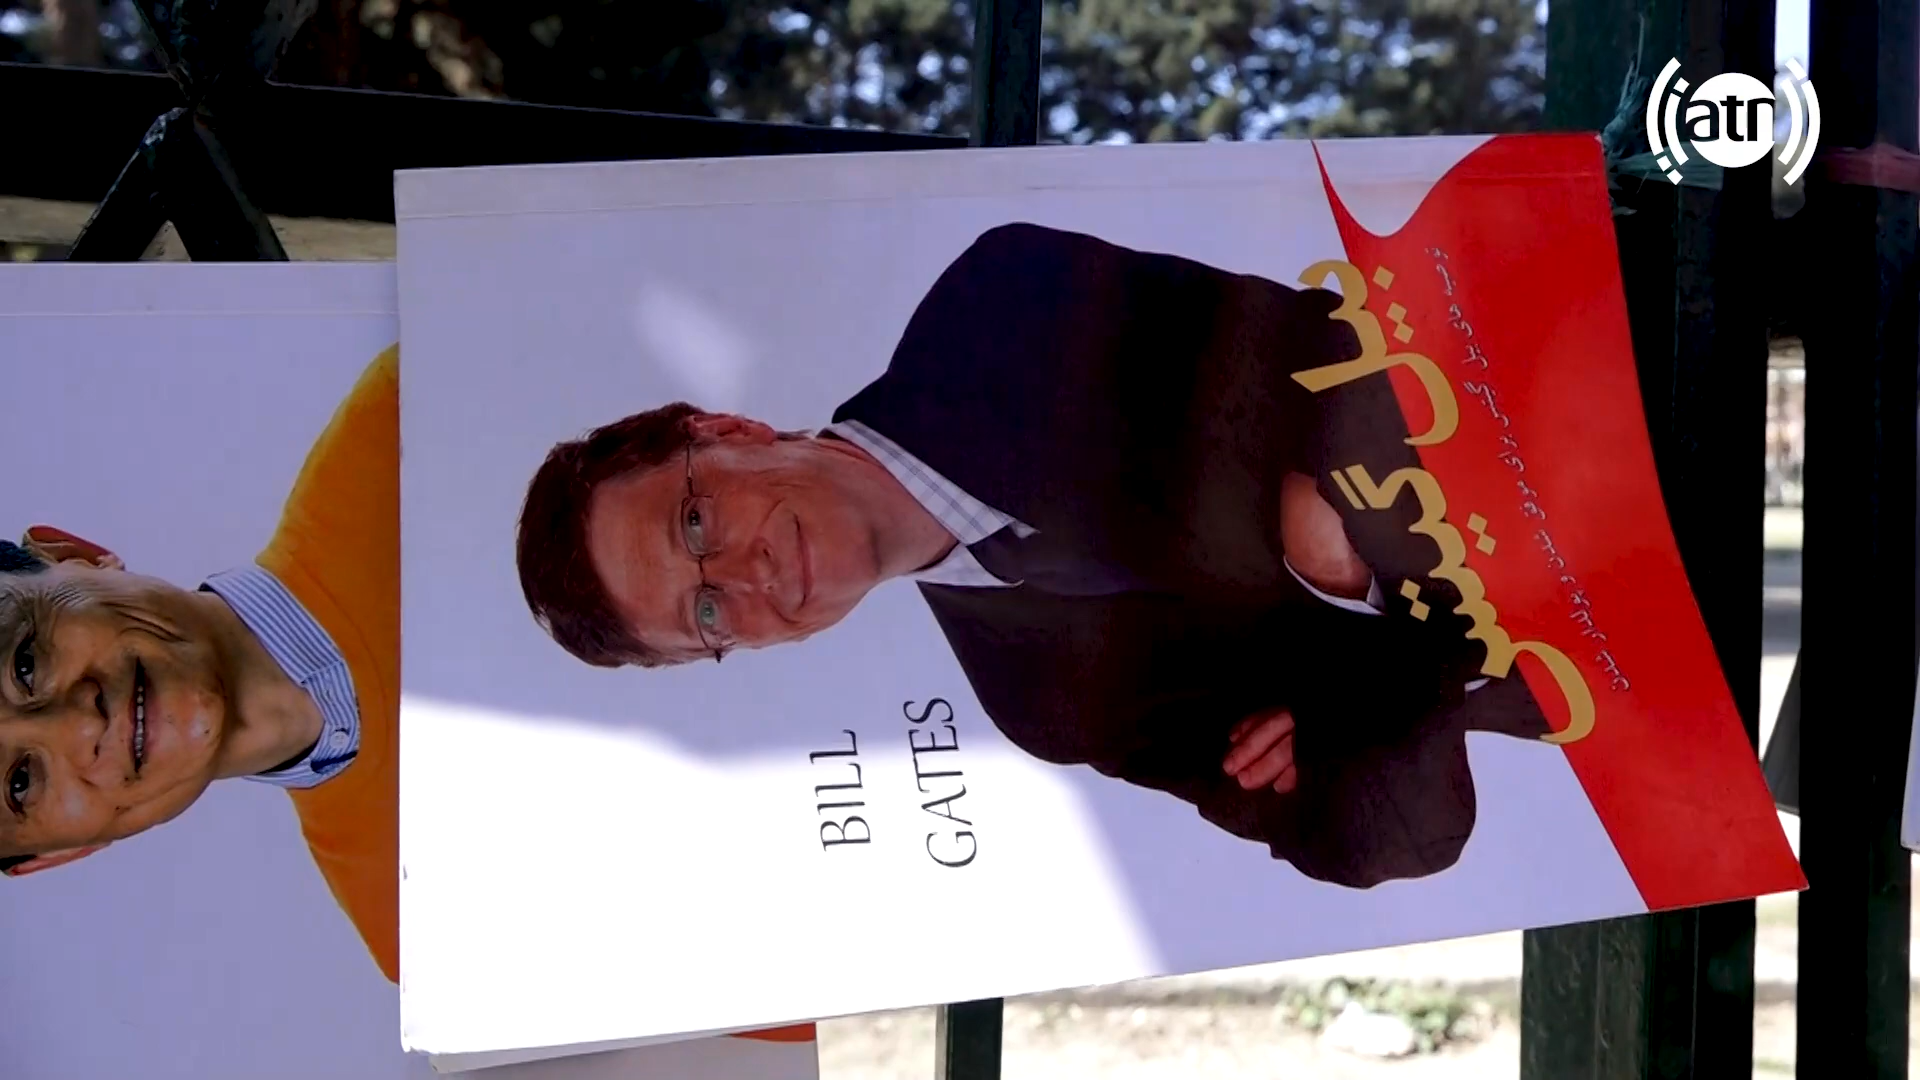 atn
BILL
GATES
بیل گیتس
توصیه های بیل گیتس برای موفق شدن و پولدار شدن